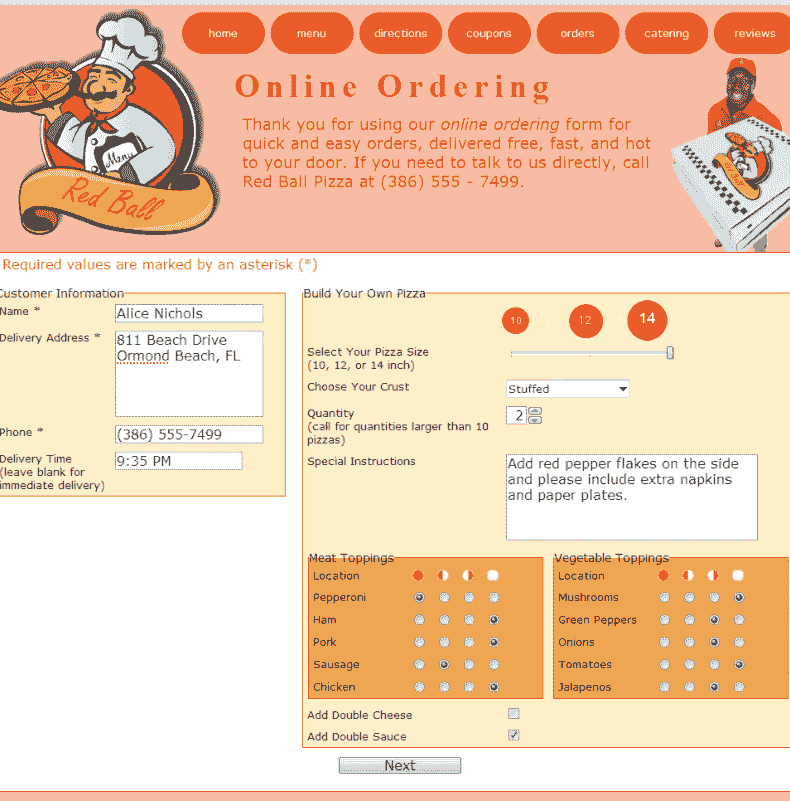 home
menu
directions
coupons
orders
catering
reviews
Menu
Red Ball
Online Ordering
Thank you for using our online ordering form for
quick and easy orders, delivered free, fast, and hot
to your door. If you need to talk to us directly, call
Red Ball Pizza at (386) 555 - 7499.
Required values are marked by an asterisk (*)
Customer Information
Name *
Alice Nichols
Delivery Address *
811 Beach Drive
Ormond Beach, FL
Phone *
(386) 555-7499
Delivery Time
(leave blank for
immediate delivery)
9:35 PM
Build Your Own Pizza
10
12
14
Select Your Pizza Size
(10, 12, or 14 inch)
Choose Your Crust
Stuffed
Quantity
(call for quantities larger than 10
pizzas)
2
Special Instructions
Add red pepper flakes on the side
and please include extra napkins
and paper plates.
Meat Toppings
Location
Pepperoni
Ham
Pork
Sausage
Chicken
Vegetable Toppings
Location
Mushrooms
Green Peppers
Onions
Tomatoes
Jalapenos
Add Double Cheese
Add Double Sauce
Next